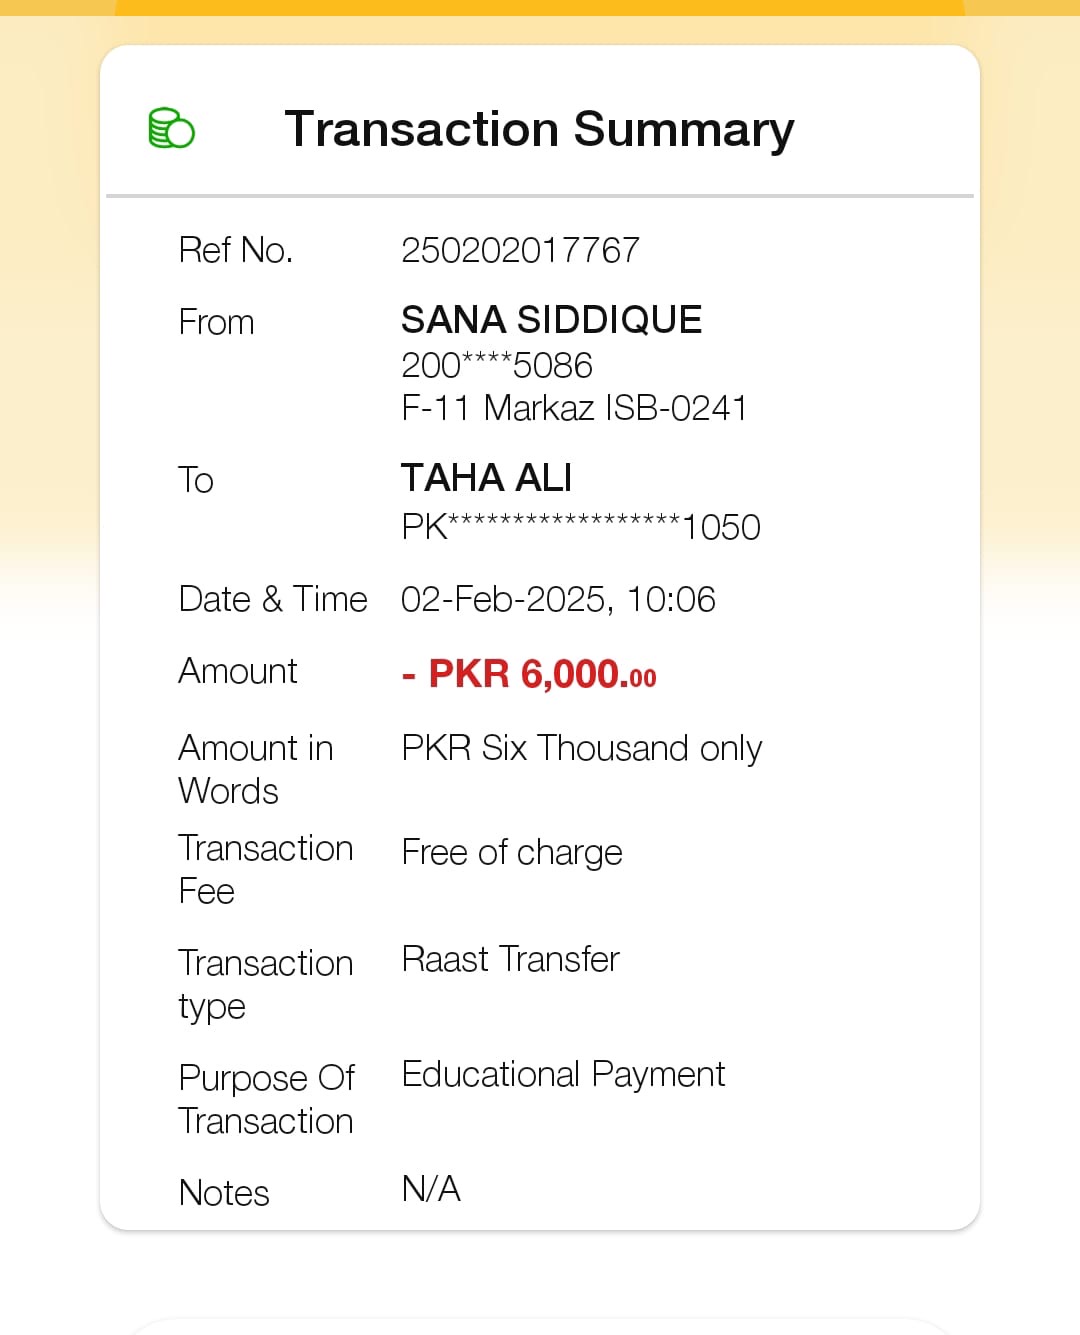 Transaction Summary
Ref No. 250202017767
From SANA SIDDIQUE
200****5086
F-11 Markaz ISB-0241
To TAHA ALI
PK******************1050
Date & Time 02-Feb-2025, 10:06
Amount - PKR 6,000.00
Amount in Words PKR Six Thousand only
Transaction Fee Free of charge
Transaction type Raast Transfer
Purpose Of Transaction Educational Payment
Notes N/A